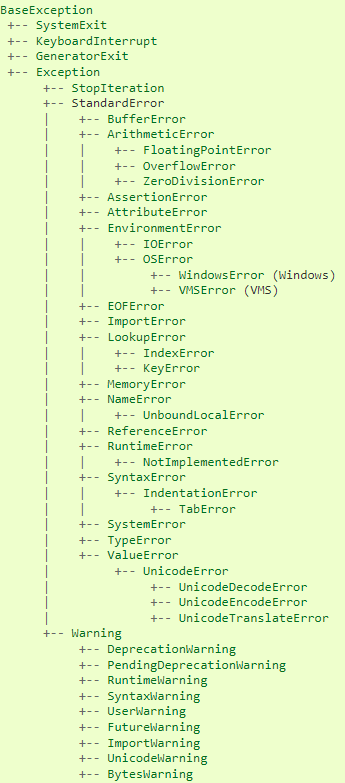 BaseException
 +-- SystemExit
 +-- KeyboardInterrupt
 +-- GeneratorExit
 +-- Exception
      +-- StopIteration
      +-- StandardError
      |    +-- BufferError
      |    +-- ArithmeticError
      |    |    +-- FloatingPointError
      |    |    +-- OverflowError
      |    |    +-- ZeroDivisionError
      |    +-- AssertionError
      |    +-- AttributeError
      |    +-- EnvironmentError
      |    |    +-- IOError
      |    |    +-- OSError
      |    |         +-- WindowsError (Windows)
      |    |         +-- VMSError (VMS)
      |    +-- EOFError
      |    +-- ImportError
      |    +-- LookupError
      |    |    +-- IndexError
      |    |    +-- KeyError
      |    +-- MemoryError
      |    +-- NameError
      |    |    +-- UnboundLocalError
      |    +-- ReferenceError
      |    +-- RuntimeError
      |    |    +-- NotImplementedError
      |    +-- SyntaxError
      |    |    +-- IndentationError
      |    |         +-- TabError
      |    +-- SystemError
      |    +-- TypeError
      |    +-- ValueError
      |         +-- UnicodeError
      |              +-- UnicodeDecodeError
      |              +-- UnicodeEncodeError
      |              +-- UnicodeTranslateError
      +-- Warning
           +-- DeprecationWarning
           +-- PendingDeprecationWarning
           +-- RuntimeWarning
           +-- SyntaxWarning
           +-- UserWarning
           +-- FutureWarning
           +-- ImportWarning
           +-- UnicodeWarning
           +-- BytesWarning